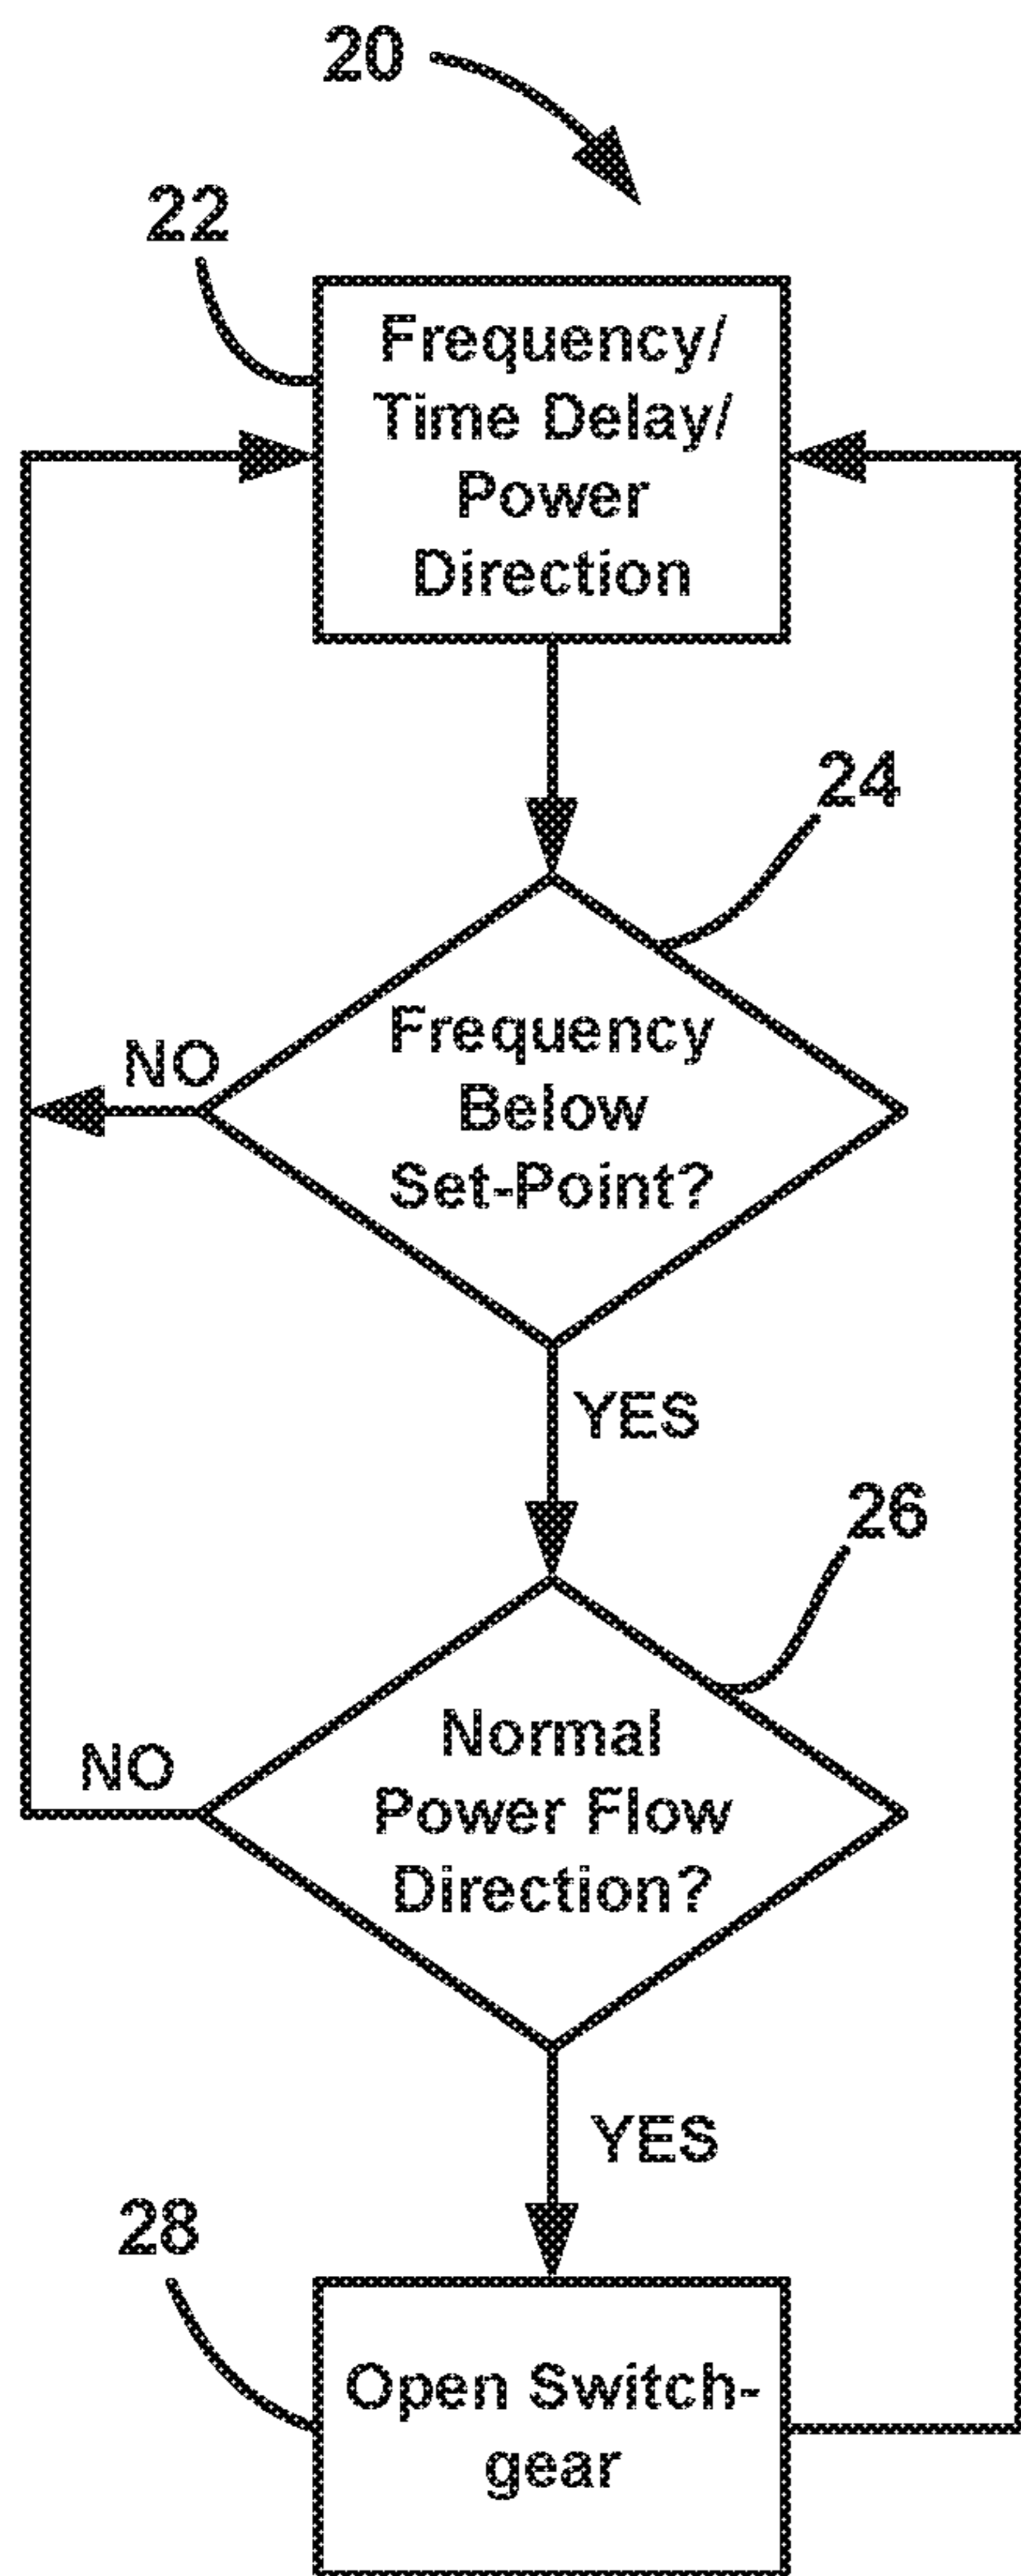 20
22
Frequency/
Time Delay/
Power
Direction
24
Frequency
Below
Set-Point?
NO
YES
26
Normal
Power Flow
Direction?
NO
YES
28
Open Switch-
gear